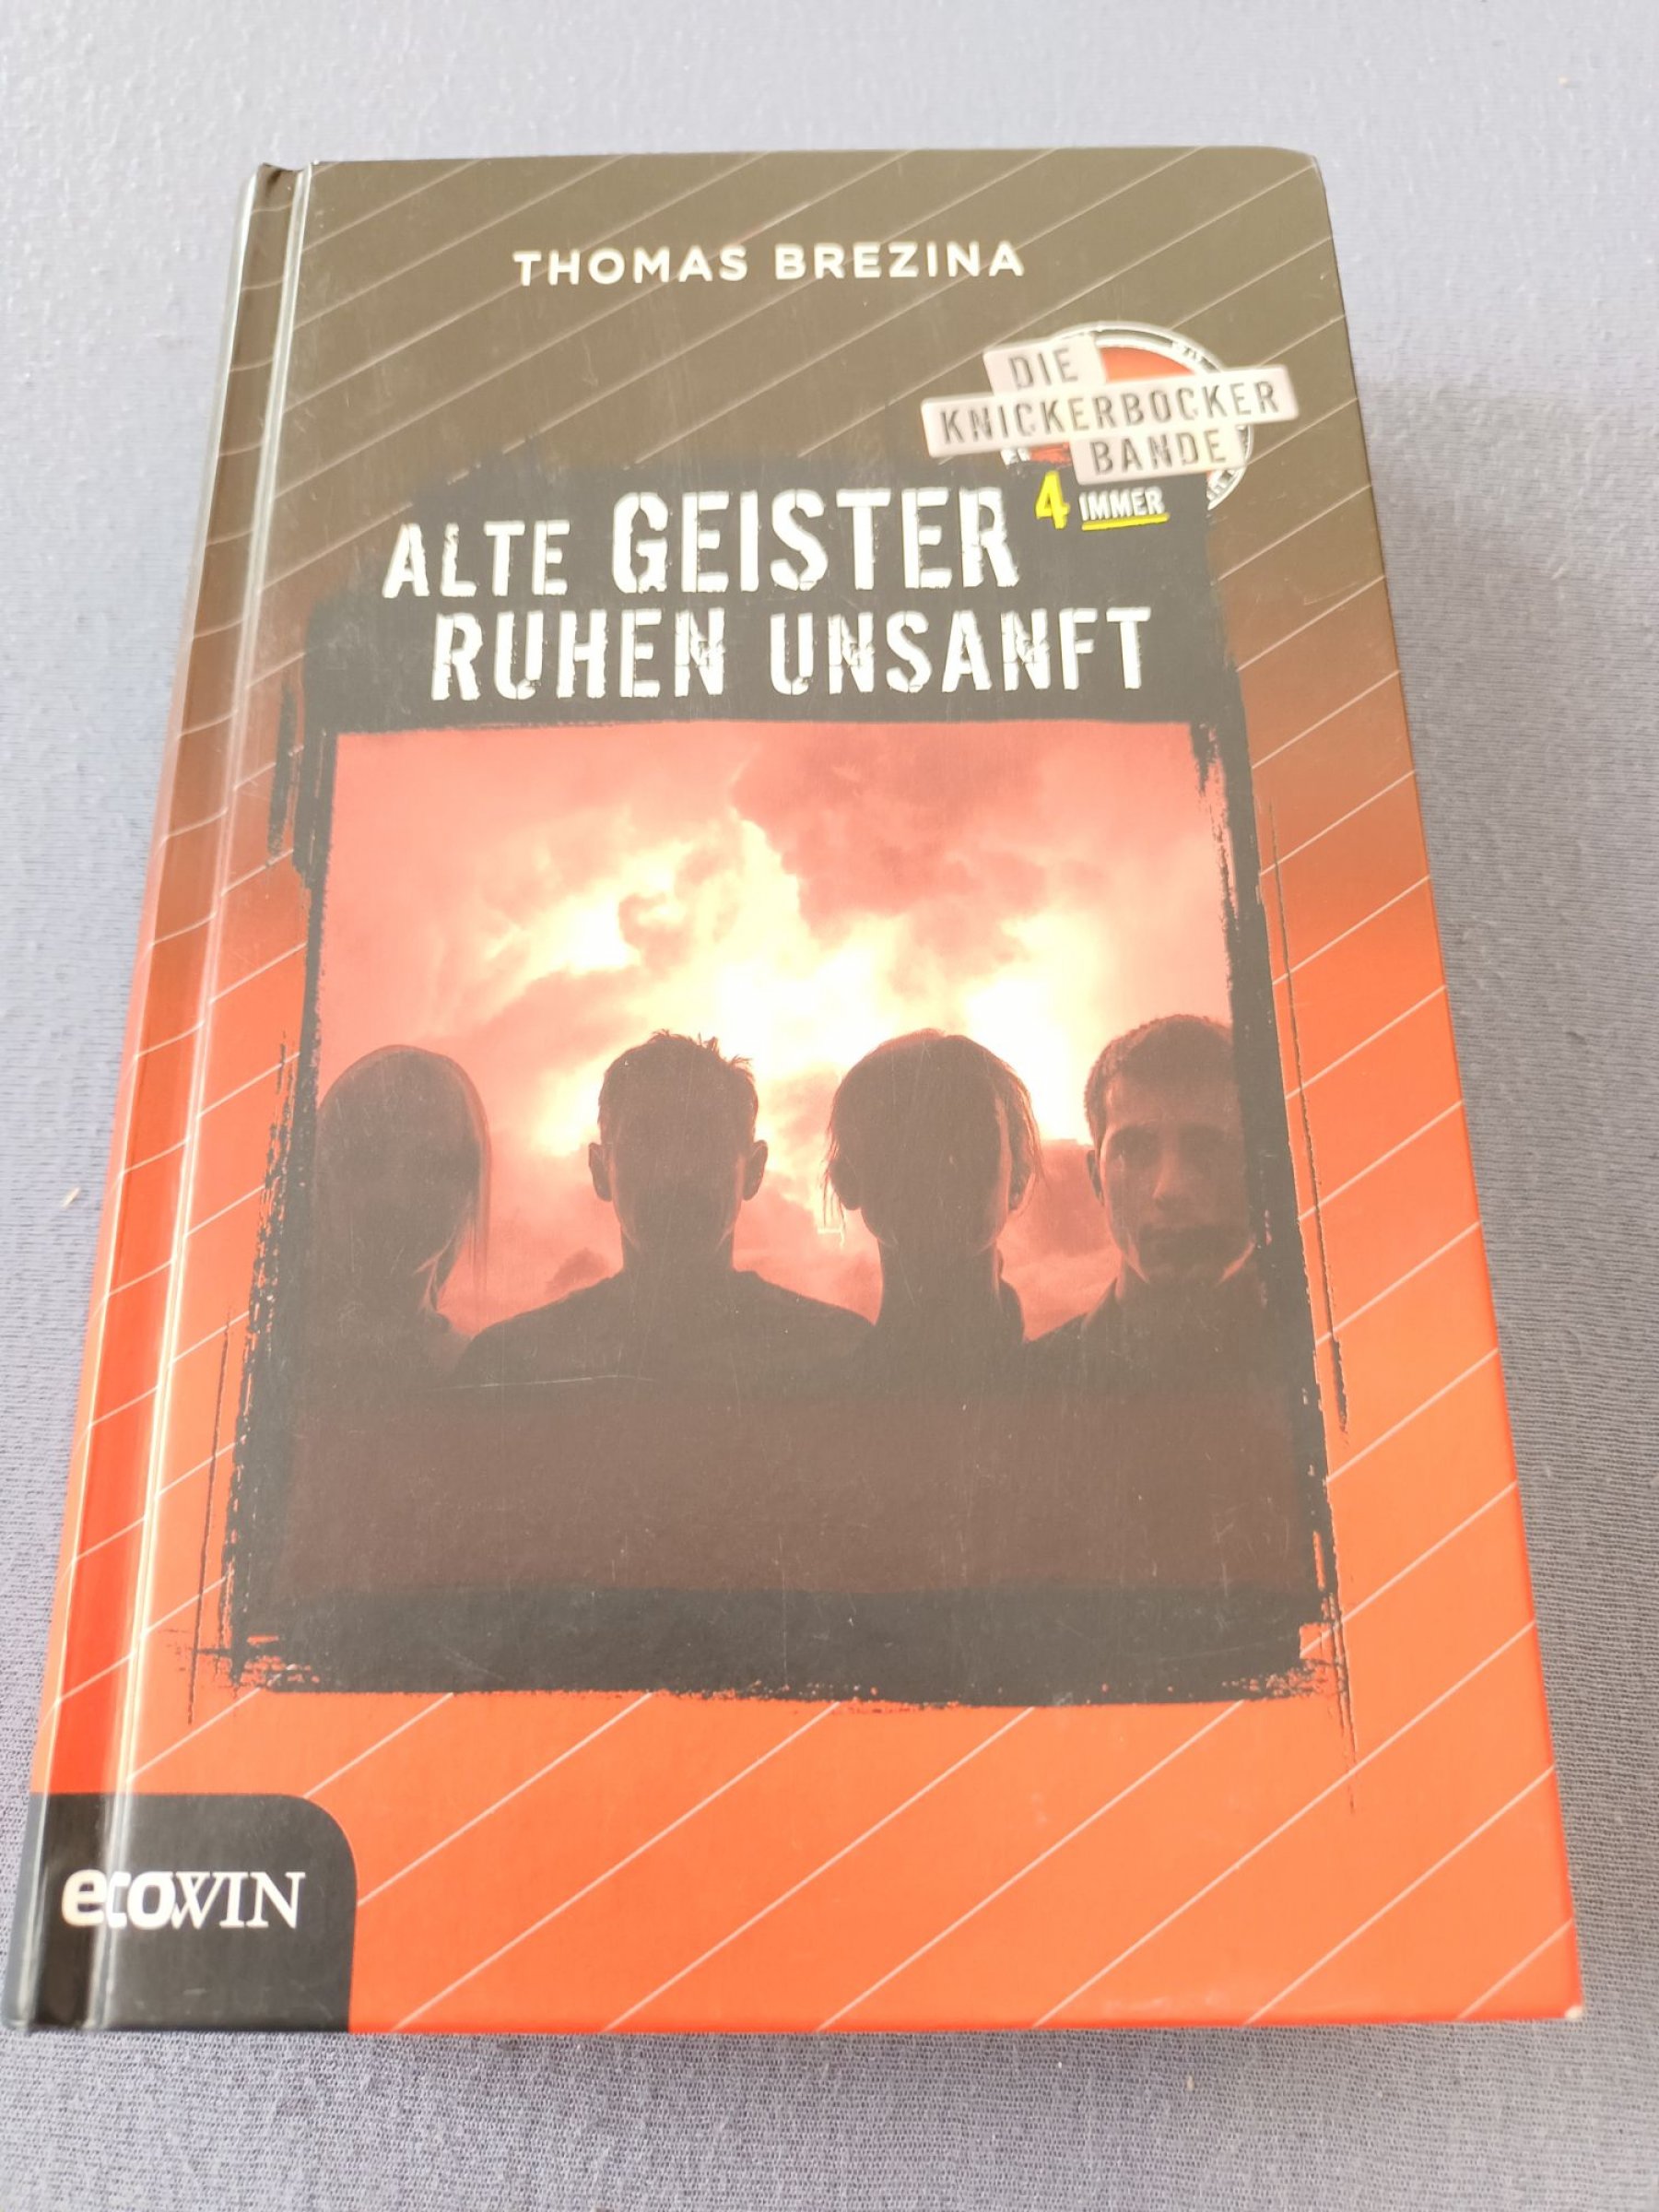 THOMAS BREZINA
DIE
KNICKERBOCKER
BANDE
4 IMMER
ALTE GEISTER
RUHEN UNSANFT
ecoWIN